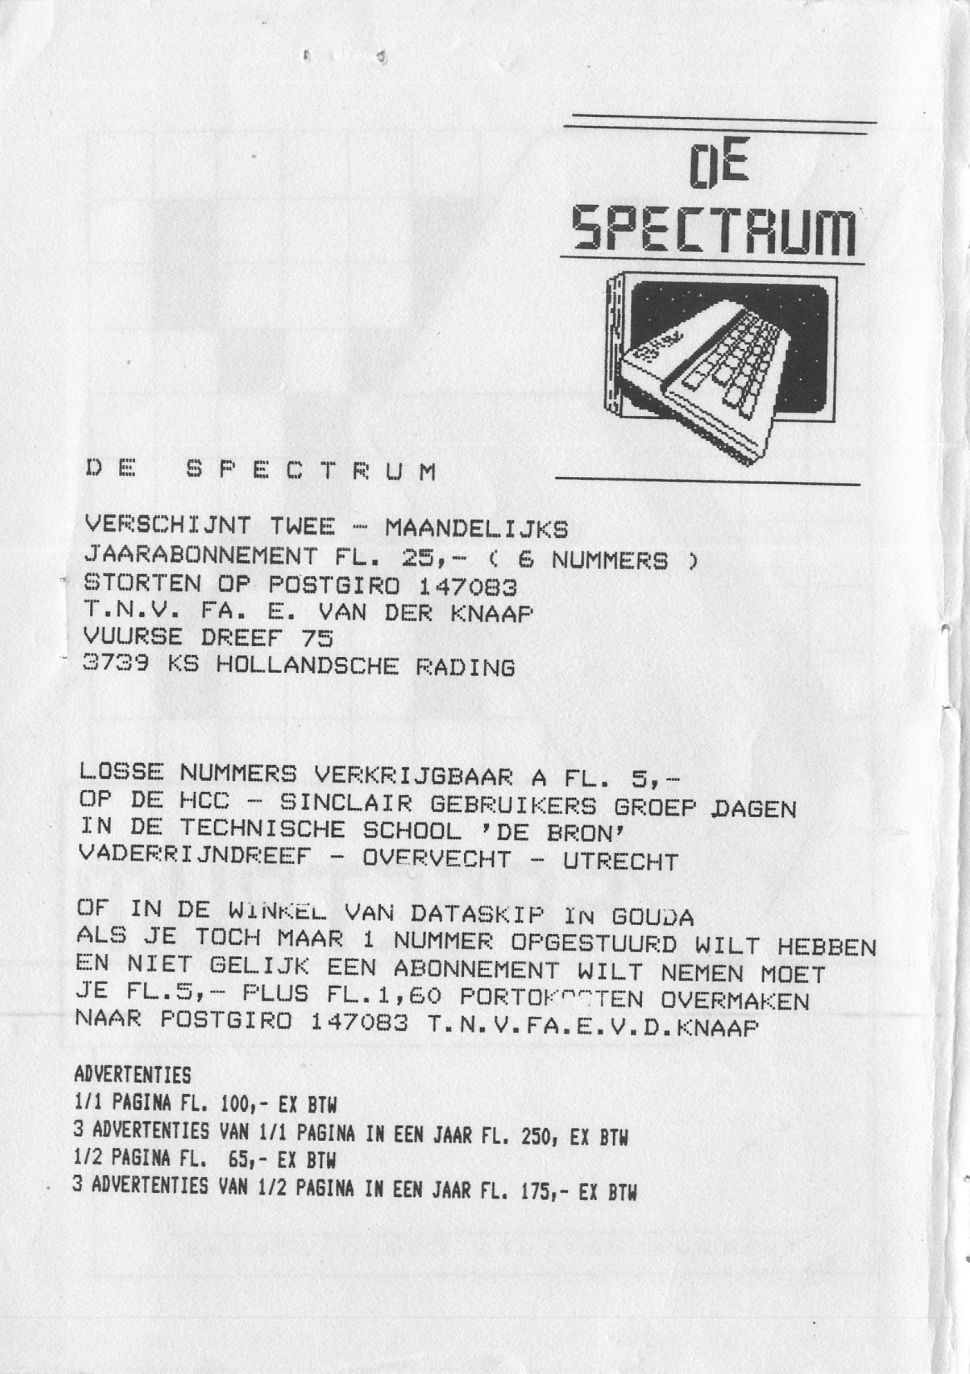 DE
SPECTRUM
DE SPECTRUM
VERSCHIJNT TWEE - MAANDELIJKS
JAARABONNEMENT FL. 25,- ( 6 NUMMERS )
STORTEN OP POSTGIRO 147083
T.N.V. FA. E. VAN DER KNAAP
VUURSE DREEF 75
3739 KS HOLLANDSCHE RADING
LOSSE NUMMERS VERKRIJGBAAR A FL. 5,-
OP DE HCC - SINCLAIR GEBRUIKERS GROEP DAGEN
IN DE TECHNISCHE SCHOOL 'DE BRON'
VADERRIJNDREEF - OVERVECHT - UTRECHT
OF IN DE WINKEL VAN DATASKIP IN GOUDA
ALS JE TOCH MAAR 1 NUMMER OPGESTUURD WILT HEBBEN
EN NIET GELIJK EEN ABONNEMENT WILT NEMEN MOET
JE FL.5,- PLUS FL.1,60 PORTOKOSTEN OVERMAKEN
NAAR POSTGIRO 147083 T.N.V.FA.E.V.D.KNAAP
ADVERTENTIES
1/1 PAGINA FL. 100,- EX BTW
3 ADVERTENTIES VAN 1/1 PAGINA IN EEN JAAR FL. 250, EX BTW
1/2 PAGINA FL. 65,- EX BTW
3 ADVERTENTIES VAN 1/2 PAGINA IN EEN JAAR FL. 175,- EX BTW